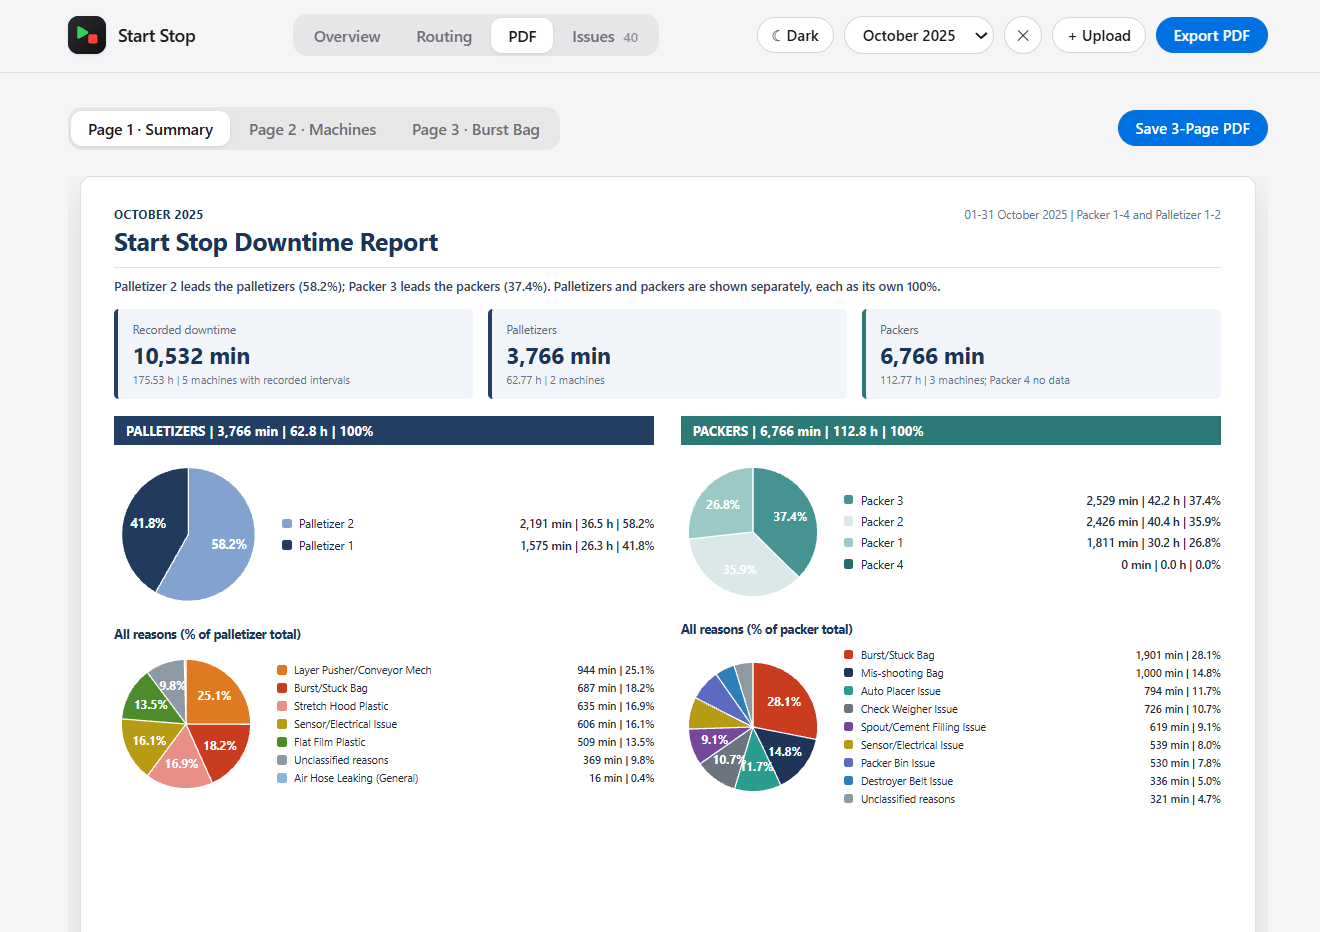 Start Stop
Overview
Routing
PDF
Issues 40
Dark
October 2025
+ Upload
Export PDF
Page 1 · Summary
Page 2 · Machines
Page 3 · Burst Bag
Save 3-Page PDF
OCTOBER 2025
01-31 October 2025 | Packer 1-4 and Palletizer 1-2
Start Stop Downtime Report
Palletizer 2 leads the palletizers (58.2%); Packer 3 leads the packers (37.4%). Palletizers and packers are shown separately, each as its own 100%.
Recorded downtime
10,532 min
175.53 h | 5 machines with recorded intervals
Palletizers
3,766 min
62.77 h | 2 machines
Packers
6,766 min
112.77 h | 3 machines; Packer 4 no data
PALLETIZERS | 3,766 min | 62.8 h | 100%
41.8%
58.2%
Palletizer 2 2,191 min | 36.5 h | 58.2%
Palletizer 1 1,575 min | 26.3 h | 41.8%
All reasons (% of palletizer total)
9.8%
25.1%
13.5%
16.1%
18.2%
16.9%
Layer Pusher/Conveyor Mech 944 min | 25.1%
Burst/Stuck Bag 687 min | 18.2%
Stretch Hood Plastic 635 min | 16.9%
Sensor/Electrical Issue 606 min | 16.1%
Flat Film Plastic 509 min | 13.5%
Unclassified reasons 369 min | 9.8%
Air Hose Leaking (General) 16 min | 0.4%
PACKERS | 6,766 min | 112.8 h | 100%
26.8%
37.4%
35.9%
Packer 3 2,529 min | 42.2 h | 37.4%
Packer 2 2,426 min | 40.4 h | 35.9%
Packer 1 1,811 min | 30.2 h | 26.8%
Packer 4 0 min | 0.0 h | 0.0%
All reasons (% of packer total)
28.1%
9.1%
14.8%
10.7%
11.7%
Burst/Stuck Bag 1,901 min | 28.1%
Mis-shooting Bag 1,000 min | 14.8%
Auto Placer Issue 794 min | 11.7%
Check Weigher Issue 726 min | 10.7%
Spout/Cement Filling Issue 619 min | 9.1%
Sensor/Electrical Issue 539 min | 8.0%
Packer Bin Issue 530 min | 7.8%
Destroyer Belt Issue 336 min | 5.0%
Unclassified reasons 321 min | 4.7%